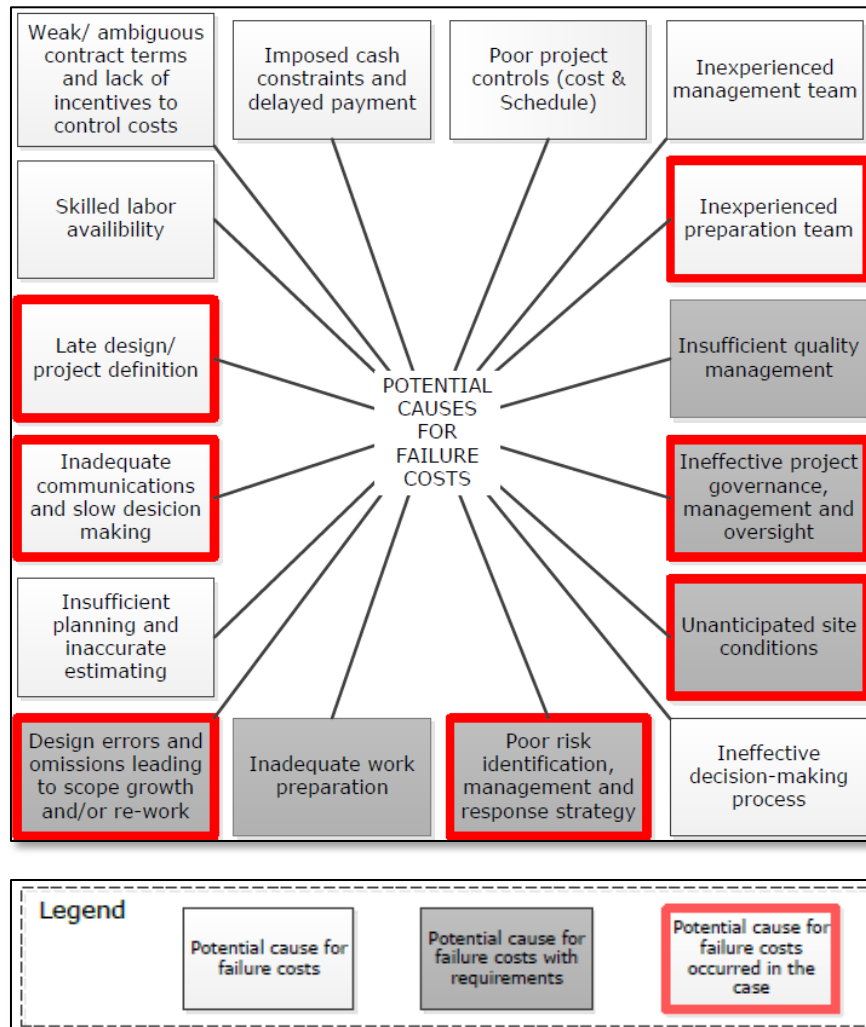 Weak/ ambiguous
contract terms
and lack of
incentives to
control costs
Imposed cash
constraints and
delayed payment
Poor project
controls (cost &
Schedule)
Inexperienced
management team
Skilled labor
availibility
Inexperienced
preparation team
Late design/
project definition
Insufficient quality
management
POTENTIAL
CAUSES
FOR
FAILURE
COSTS
Inadequate
communications
and slow desicion
making
Ineffective project
governance,
management and
oversight
Insufficient
planning and
inaccurate
estimating
Unanticipated site
conditions
Design errors and
omissions leading
to scope growth
and/or re-work
Inadequate work
preparation
Poor risk
identification,
management and
response strategy
Ineffective
decision-making
process
Legend
Potential cause for
failure costs
Potential cause for
failure costs with
requirements
Potential cause for
failure costs
occurred in the
case